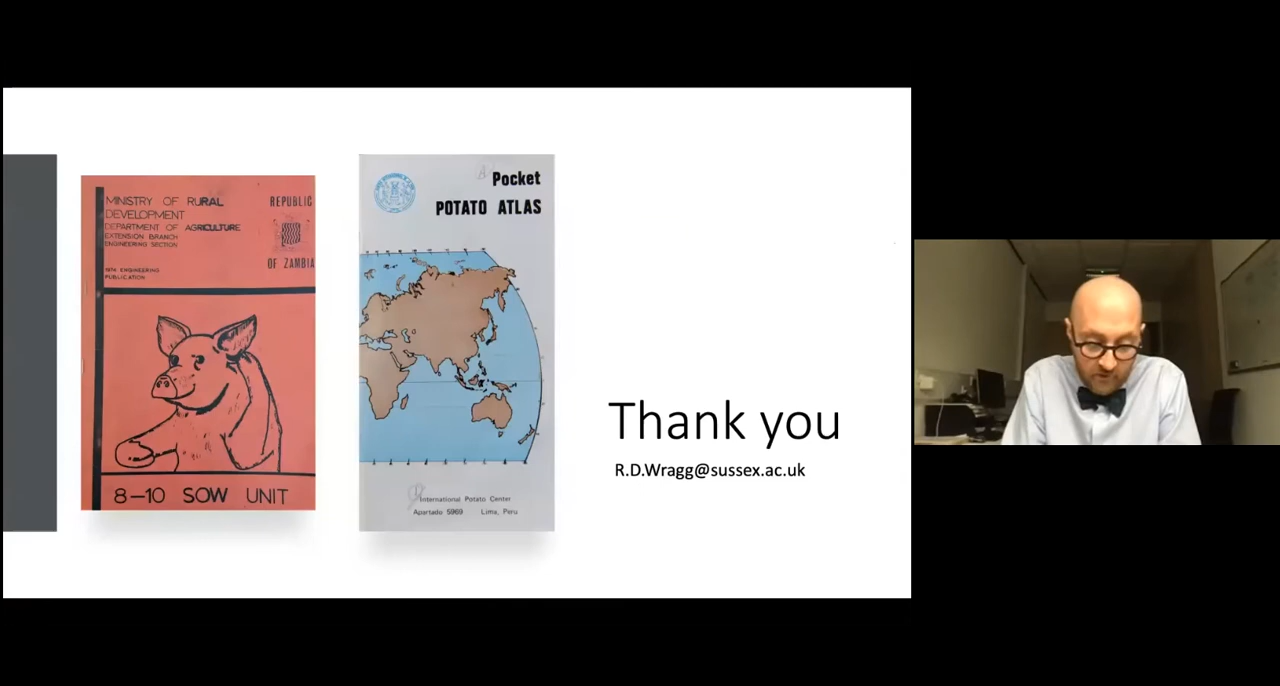 MINISTRY OF RURAL
DEVELOPMENT
DEPARTMENT OF AGRICULTURE
EXTENSION BRANCH
ENGINEERING SECTION
1974 ENGINEERING
PUBLICATION
REPUBLIC
OF ZAMBIA
8-10 SOW UNIT
Pocket
POTATO ATLAS
International Potato Center
Apartado 5969 Lima, Peru
Thank you
R.D.Wragg@sussex.ac.uk